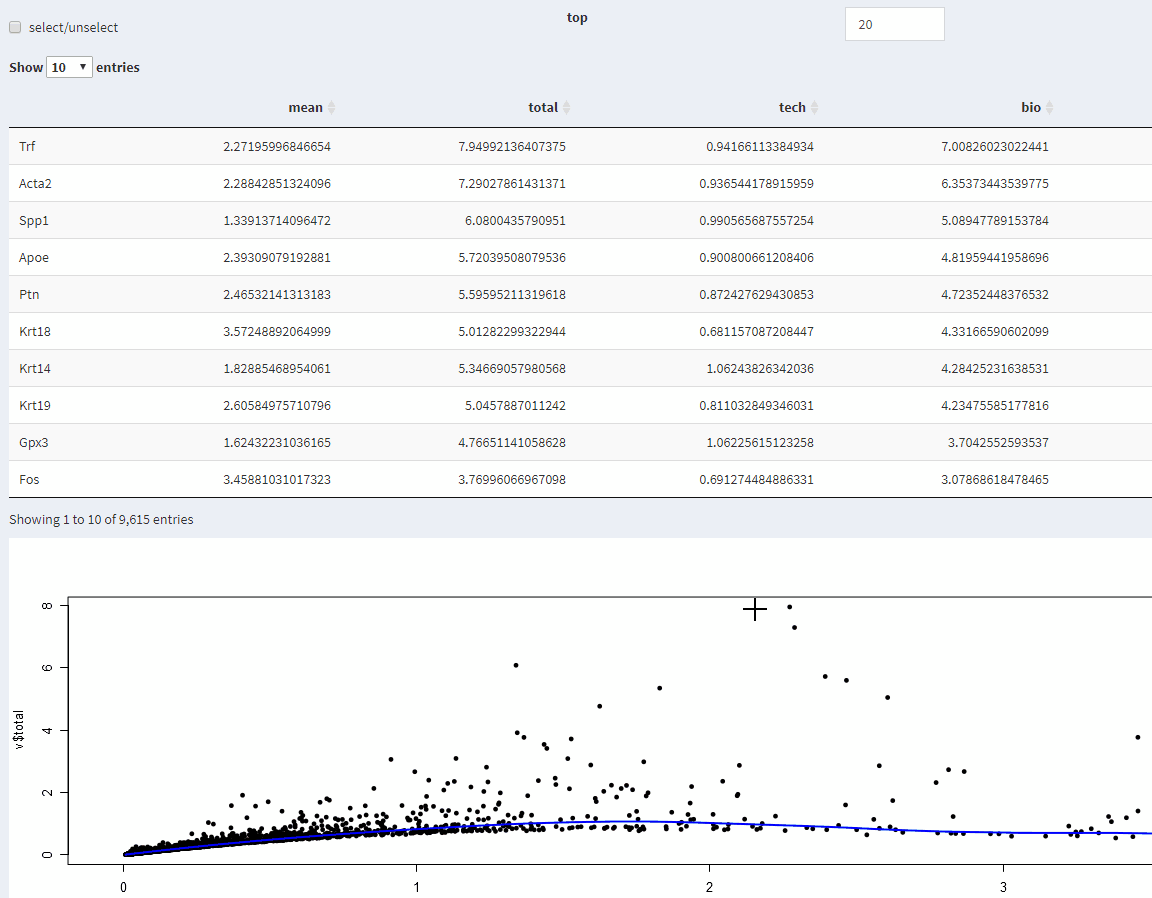 select/unselect top 20
Show 10 entries
mean total tech bio
Trf 2.27195996846654 7.94992136407375 0.94166113384934 7.00826023022441
Acta2 2.28842851324096 7.29027861431371 0.936544178915959 6.35373443539775
Spp1 1.33913714096472 6.0800435790951 0.990565687557254 5.08947789153784
Apoe 2.39309079192881 5.72039508079536 0.900800661208406 4.81959441958696
Ptn 2.46532141313183 5.59595211319618 0.872427629430853 4.72352448376532
Krt18 3.57248892064999 5.01282299322944 0.681157087208447 4.33166590602099
Krt14 1.82885468954061 5.34669057980568 1.06243826342036 4.28425231638531
Krt19 2.60584975710796 5.0457887011242 0.811032849346031 4.23475585177816
Gpx3 1.62432231036165 4.76651141058628 1.06225615123258 3.7042552593537
Fos 3.45881031017323 3.76996066967098 0.691274484886331 3.07868618478465
Showing 1 to 10 of 9,615 entries
8
6
4
2
0
v$total
0 1 2 3